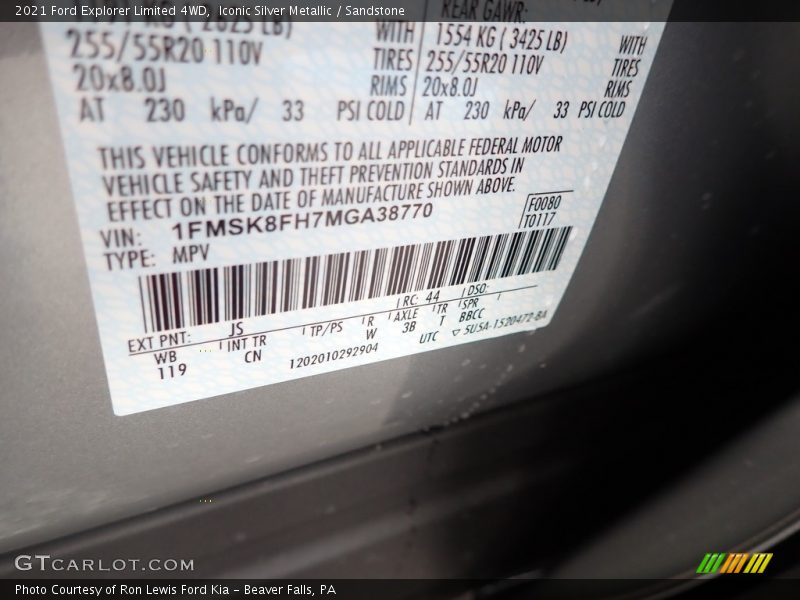 2021 Ford Explorer Limited 4WD, Iconic Silver Metallic / Sandstone
REAR GAWR:
KG ( 2825 LB) WITH 1554 KG ( 3425 LB) WITH
255/55R20 110V TIRES 255/55R20 110V TIRES
20x8.0J RIMS 20x8.0J RIMS
AT 230 kPa/ 33 PSI COLD AT 230 kPa/ 33 PSI COLD
THIS VEHICLE CONFORMS TO ALL APPLICABLE FEDERAL MOTOR
VEHICLE SAFETY AND THEFT PREVENTION STANDARDS IN
EFFECT ON THE DATE OF MANUFACTURE SHOWN ABOVE.
VIN: 1FMSK8FH7MGA38770 F0080
TYPE: MPV T0117
RC: 44 DSO:
EXT PNT: JS
WB INT TR TP/PS R AXLE TR SPR
119 CN W 3B T BBCC
1202010292904 UTC ▽ 5U5A-1520472-BA
GTCARLOT.COM
Photo Courtesy of Ron Lewis Ford Kia – Beaver Falls, PA